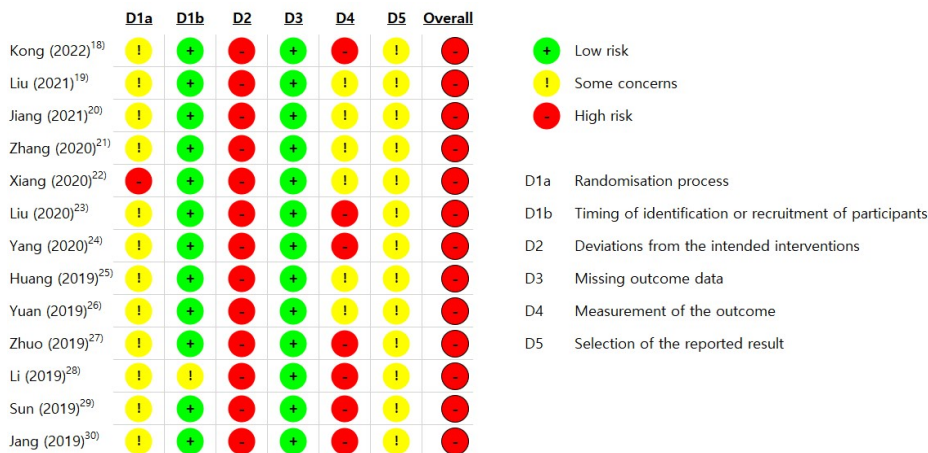 D1a D1b D2 D3 D4 D5 Overall
Kong (2022)18) ! + - + - ! -
Liu (2021)19) ! + - + ! ! -
Jiang (2021)20) ! + - + ! ! -
Zhang (2020)21) ! + - + ! ! -
Xiang (2020)22) - + - + ! ! -
Liu (2020)23) ! + - + - ! -
Yang (2020)24) ! + - + - ! -
Huang (2019)25) ! + - + ! ! -
Yuan (2019)26) ! + - + ! ! -
Zhuo (2019)27) ! + - + - ! -
Li (2019)28) ! ! - + - ! -
Sun (2019)29) ! + - + - ! -
Jang (2019)30) ! + - + - ! -
+ Low risk
! Some concerns
- High risk
D1a Randomisation process
D1b Timing of identification or recruitment of participants
D2 Deviations from the intended interventions
D3 Missing outcome data
D4 Measurement of the outcome
D5 Selection of the reported result